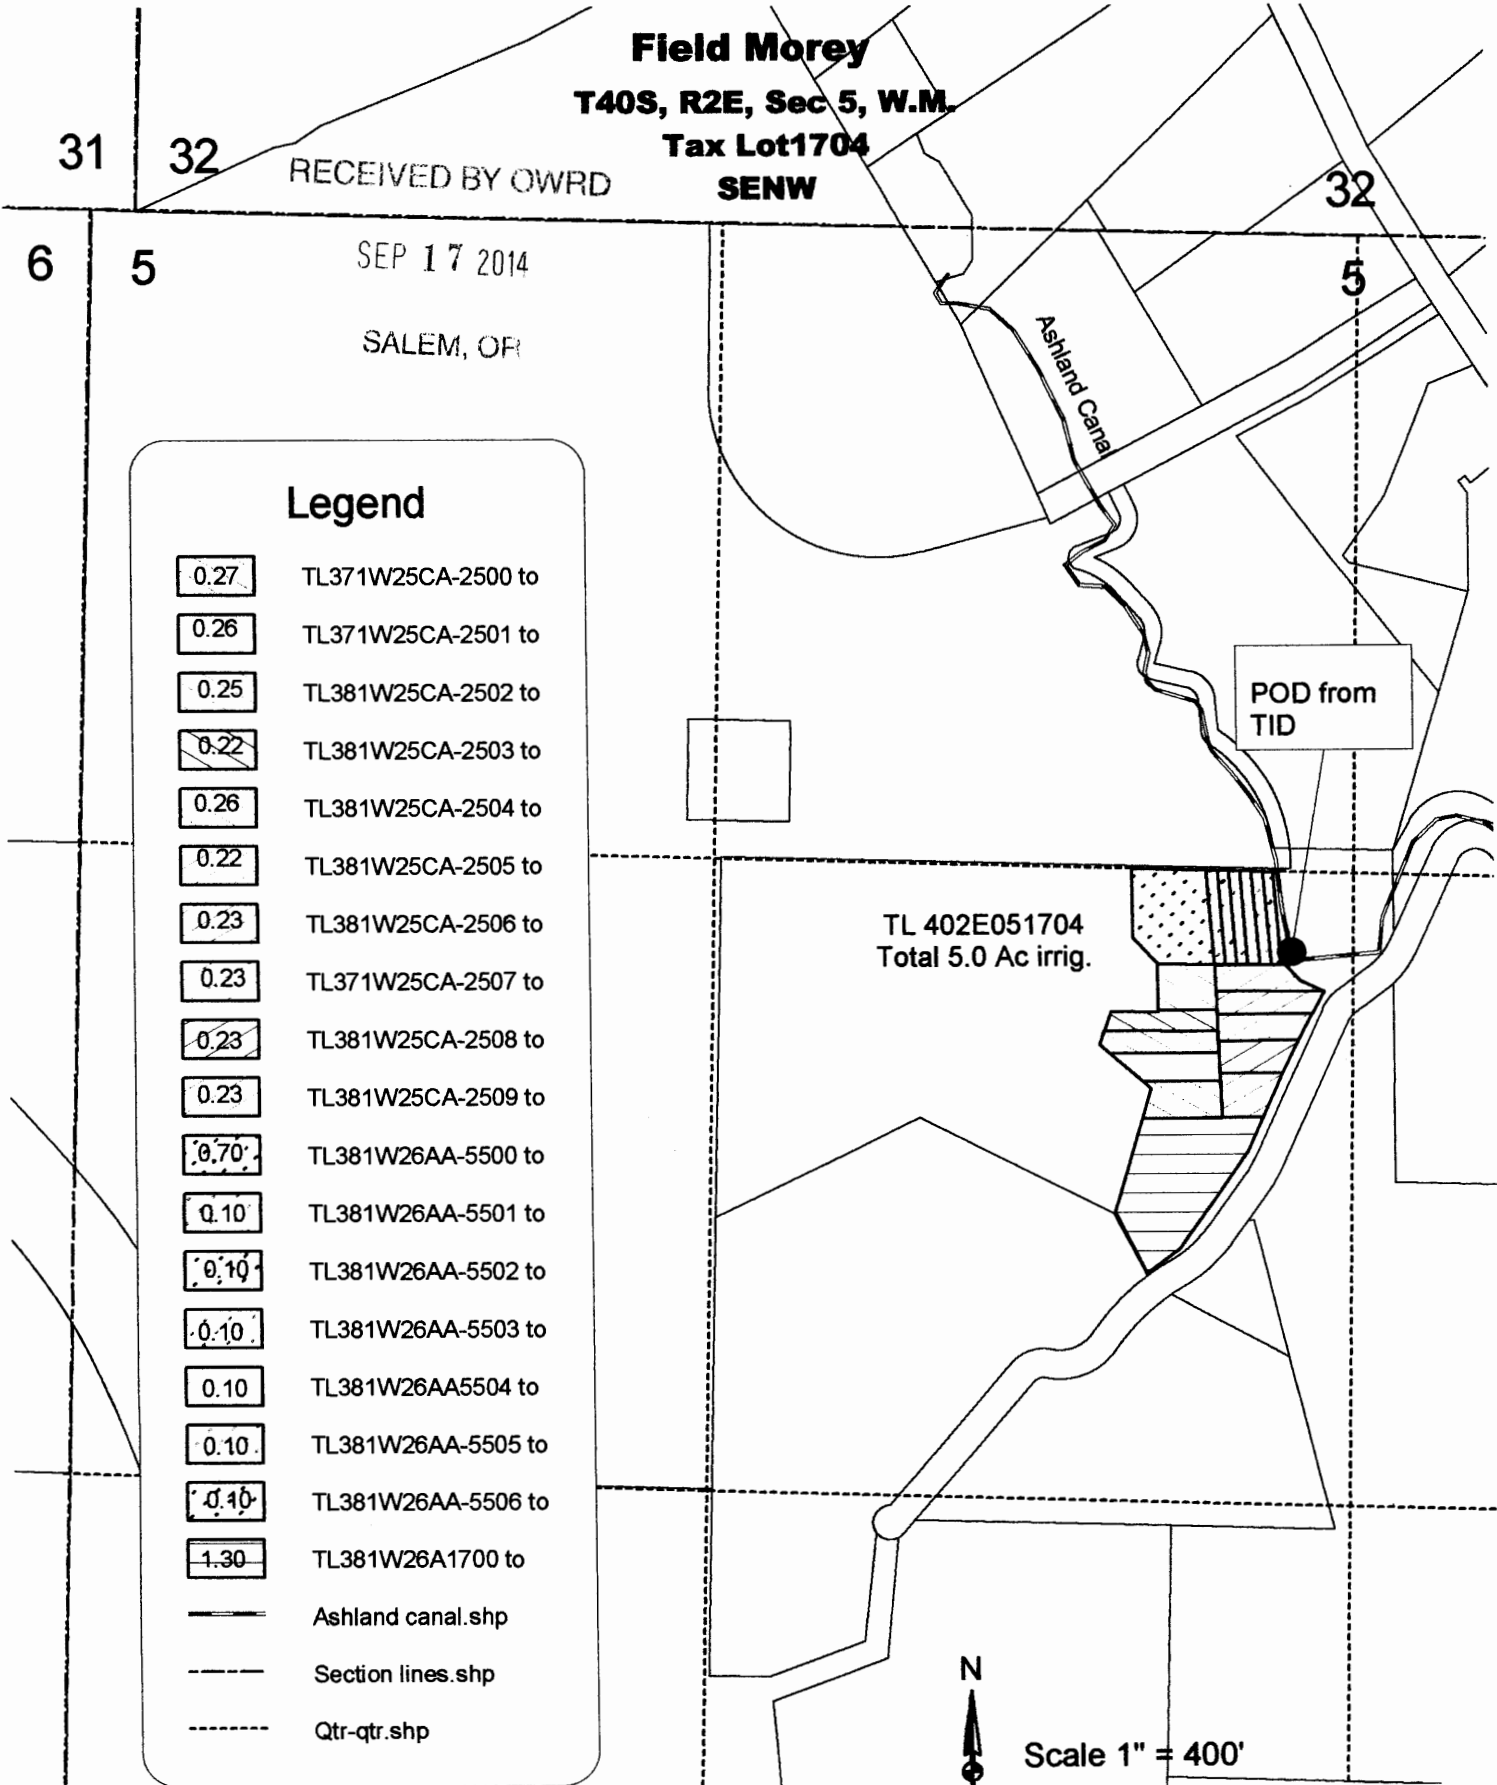 Field Morey
T40S, R2E, Sec 5, W.M.
Tax Lot1704
SENW
31
32
RECEIVED BY OWRD
32
6
5
SEP 17 2014
5
SALEM, OR
Ashland Canal
Legend
0.27 TL371W25CA-2500 to
0.26 TL371W25CA-2501 to
0.25 TL381W25CA-2502 to
0.22 TL381W25CA-2503 to
0.26 TL381W25CA-2504 to
0.22 TL381W25CA-2505 to
0.23 TL381W25CA-2506 to
0.23 TL371W25CA-2507 to
0.23 TL381W25CA-2508 to
0.23 TL381W25CA-2509 to
0.70 TL381W26AA-5500 to
0.10 TL381W26AA-5501 to
0.10 TL381W26AA-5502 to
0.10 TL381W26AA-5503 to
0.10 TL381W26AA5504 to
0.10 TL381W26AA-5505 to
0.10 TL381W26AA-5506 to
1.30 TL381W26A1700 to
Ashland canal.shp
Section lines.shp
Qtr-qtr.shp
POD from
TID
TL 402E051704
Total 5.0 Ac irrig.
N
Scale 1" = 400'